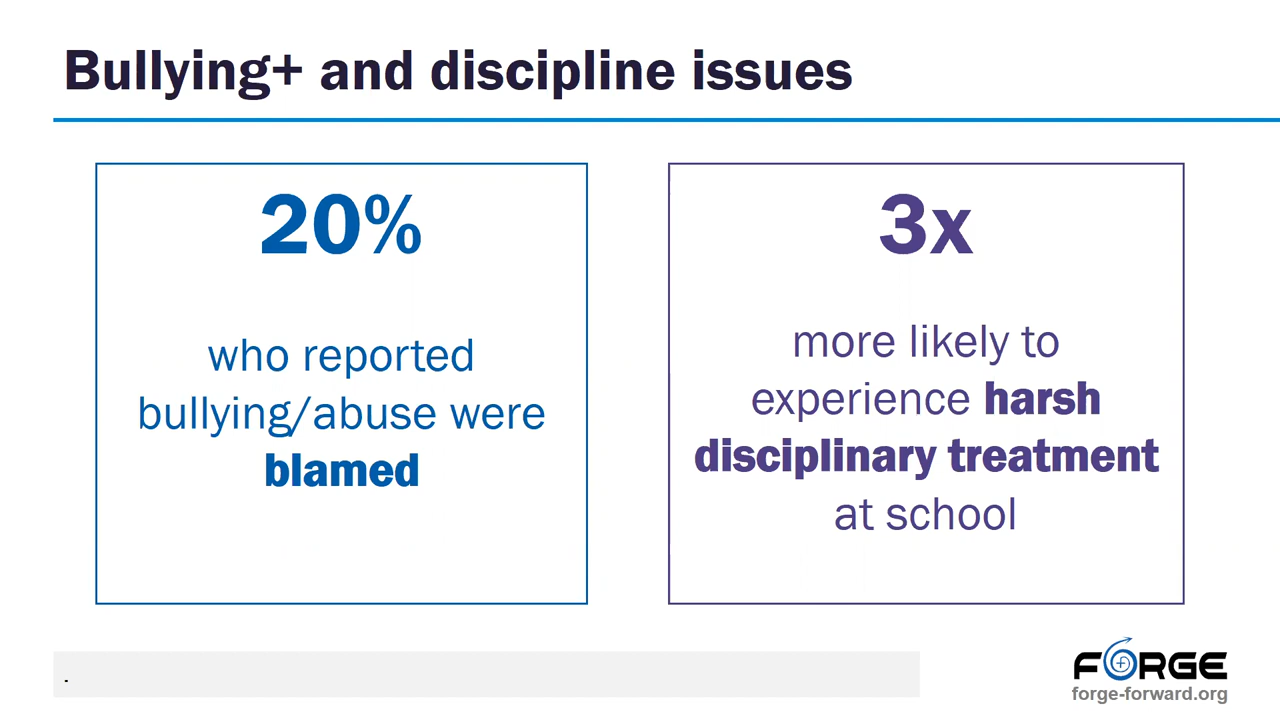 Bullying+ and discipline issues
20%
who reported
bullying/abuse were
blamed
3x
more likely to
experience harsh
disciplinary treatment
at school
.
FORGE
forge-forward.org